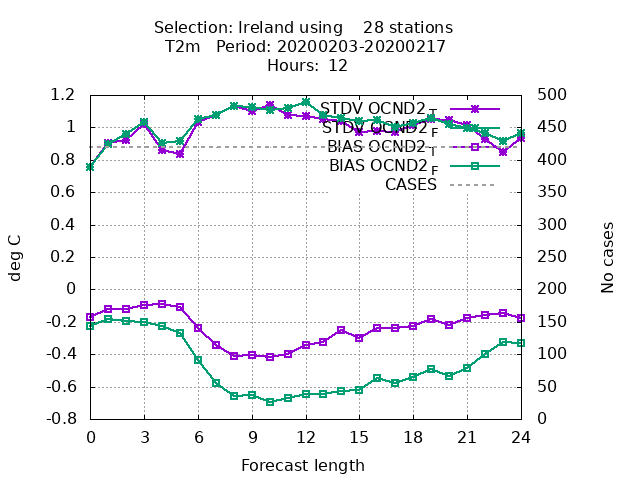 Selection: Ireland using 28 stations
T2m Period: 20200203-20200217
Hours: 12
1.2
1
0.8
0.6
0.4
0.2
0
-0.2
-0.4
-0.6
-0.8
deg C
500
450
400
350
300
250
200
150
100
50
0
No cases
STDV OCND2_T
STDV OCND2_F
BIAS OCND2_T
BIAS OCND2_F
CASES
0 3 6 9 12 15 18 21 24
Forecast length